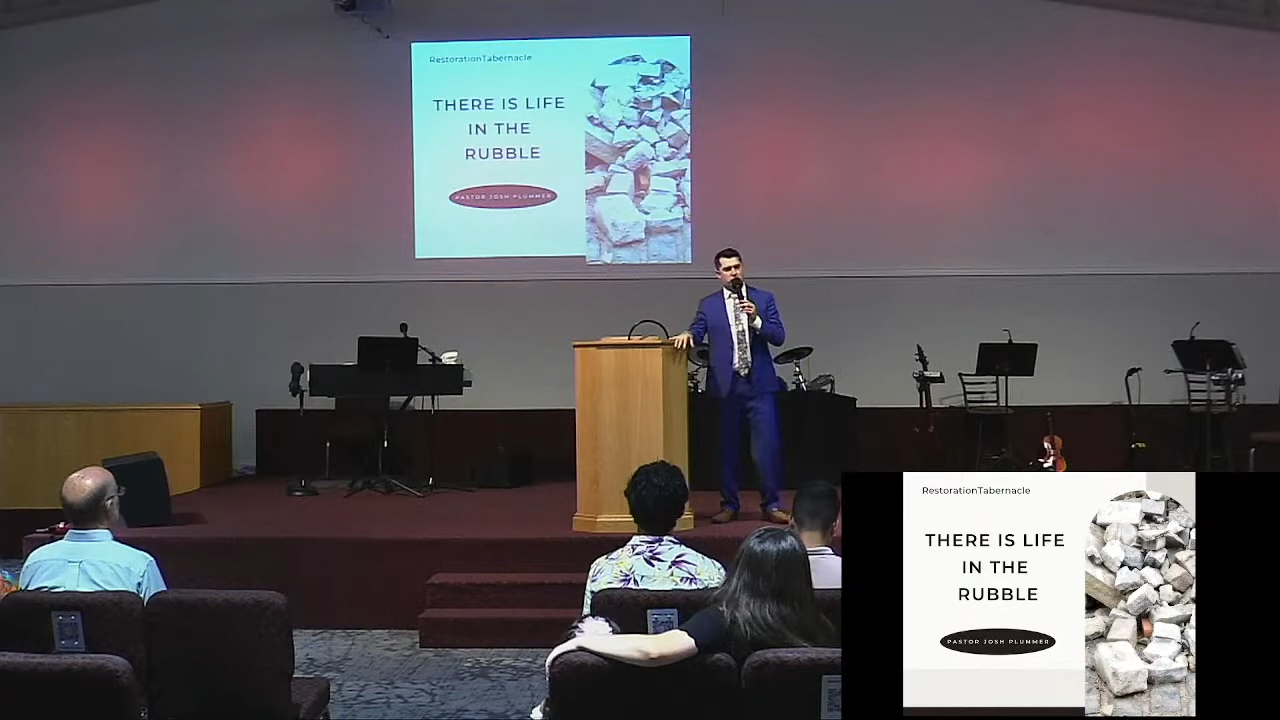 RestorationTabernacle
THERE IS LIFE
IN THE
RUBBLE
PASTOR JOSH PLUMMER
RestorationTabernacle
THERE IS LIFE
IN THE
RUBBLE
PASTOR JOSH PLUMMER